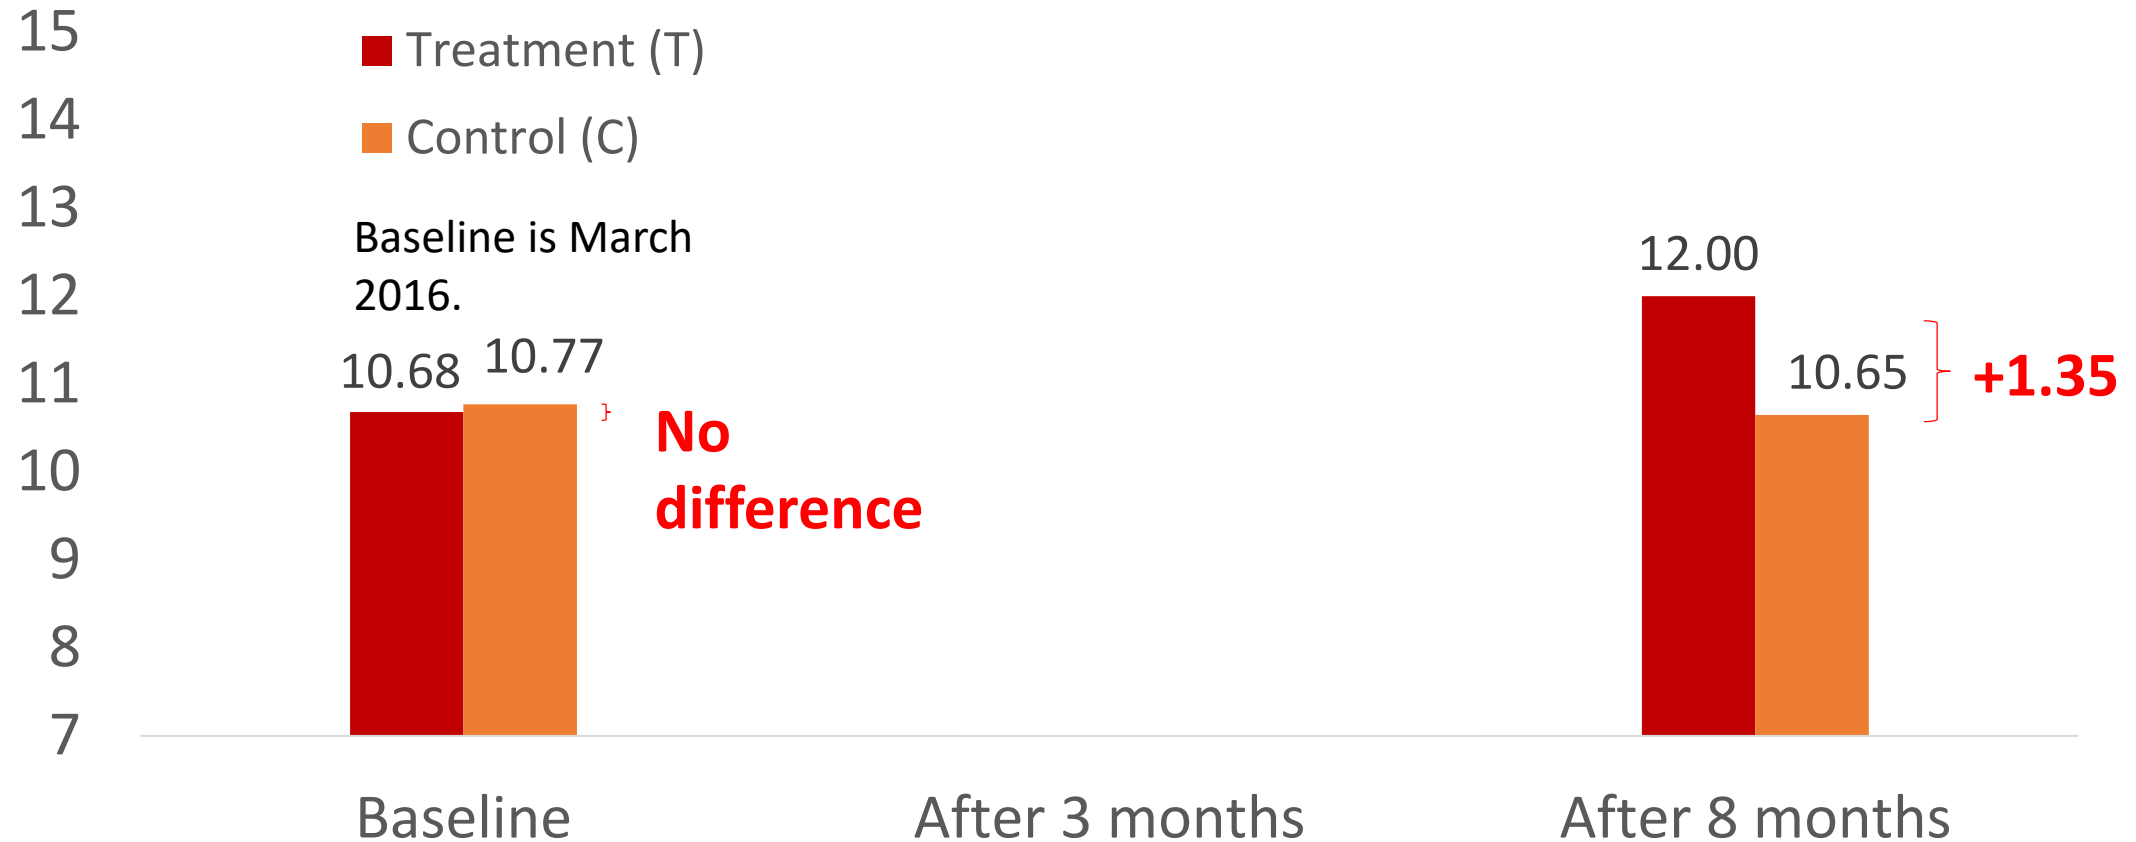 15
14
13
12
11
10
9
8
7
Treatment (T)
Control (C)
Baseline is March
2016.
10.68
10.77
No
difference
12.00
10.65
+1.35
Baseline
After 3 months
After 8 months